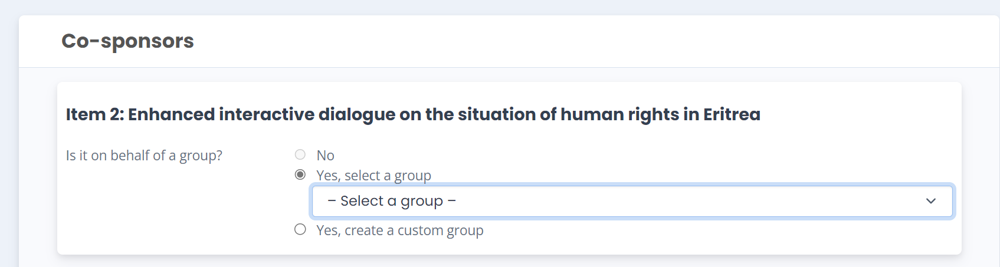 Co-sponsors
Item 2: Enhanced interactive dialogue on the situation of human rights in Eritrea
Is it on behalf of a group?
No
Yes, select a group
– Select a group –
Yes, create a custom group